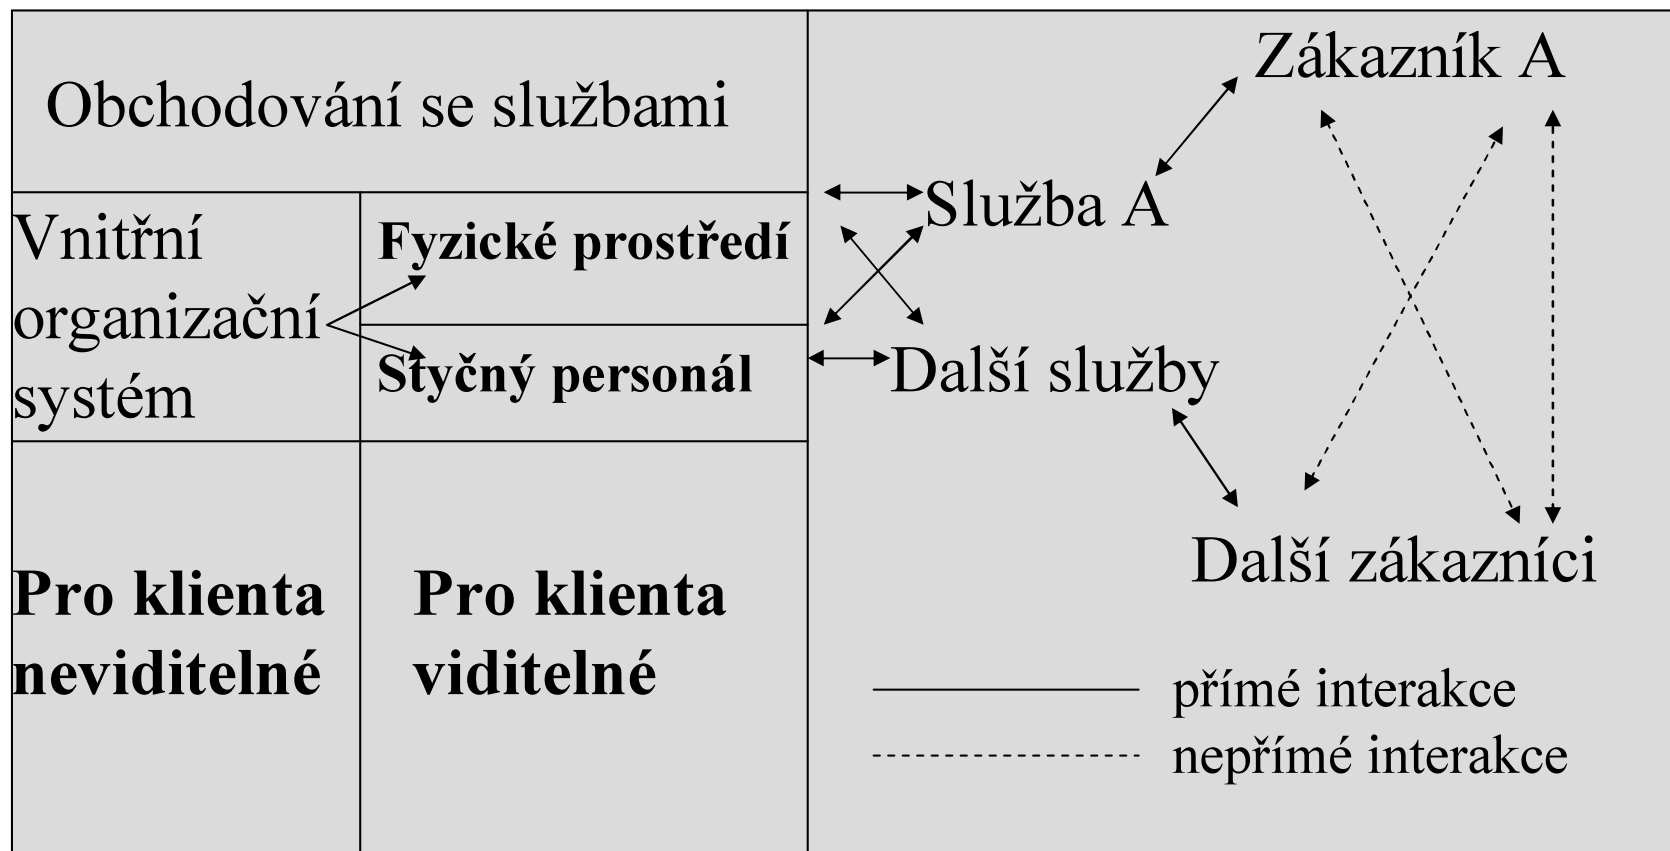 Obchodování se službami
Vnitřní
organizační
systém
Fyzické prostředí
Styčný personál
Pro klienta
neviditelné
Pro klienta
viditelné
Zákazník A
Služba A
Další služby
Další zákazníci
přímé interakce
nepřímé interakce